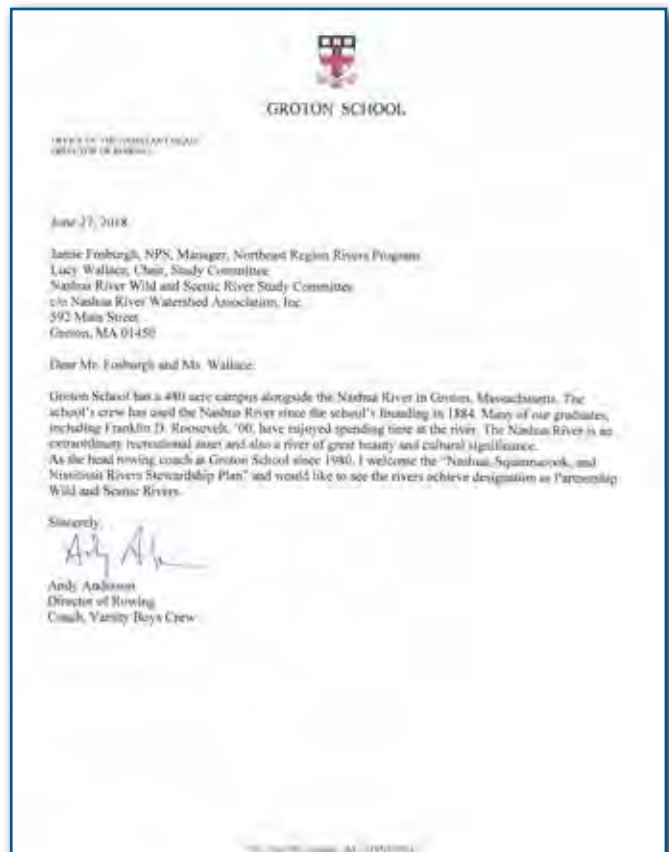 GROTON SCHOOL
DIRECTOR OF ROWING
June 27, 2018
Jamie Fosburgh, NPS, Manager, Northeast Region Rivers Program
Lucy Wallace, Chair, Study Committee
Nashua River Wild and Scenic River Study Committee
c/o Nashua River Watershed Association, Inc.
592 Main Street
Groton, MA 01450
Dear Mr. Fosburgh and Ms. Wallace:
Groton School has a 480 acre campus alongside the Nashua River in Groton, Massachusetts. The
school's crew has used the Nashua River since the school's founding in 1884. Many of our graduates,
including Franklin D. Roosevelt, '00, have enjoyed spending time at the river. The Nashua River is an
extraordinary recreational asset and also a river of great beauty and cultural significance.
As the head rowing coach at Groton School since 1980, I welcome the "Nashua, Squannacook, and
Nissitissit Rivers Stewardship Plan" and would like to see the rivers achieve designation as Partnership
Wild and Scenic Rivers.
Sincerely,
Andy Anderson
Director of Rowing
Coach, Varsity Boys Crew